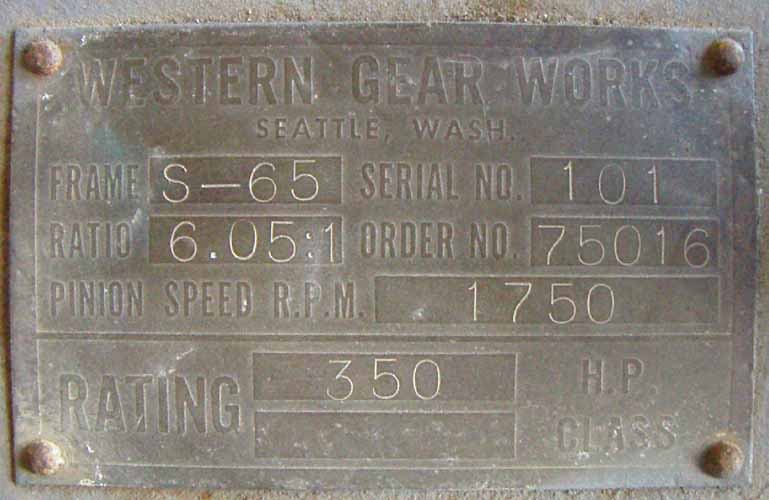 WESTERN GEAR WORKS
SEATTLE, WASH.
FRAME S-65 SERIAL NO. 101
RATIO 6.05:1 ORDER NO. 75016
PINION SPEED R.P.M. 1750
RATING 350 H.P.
CLASS